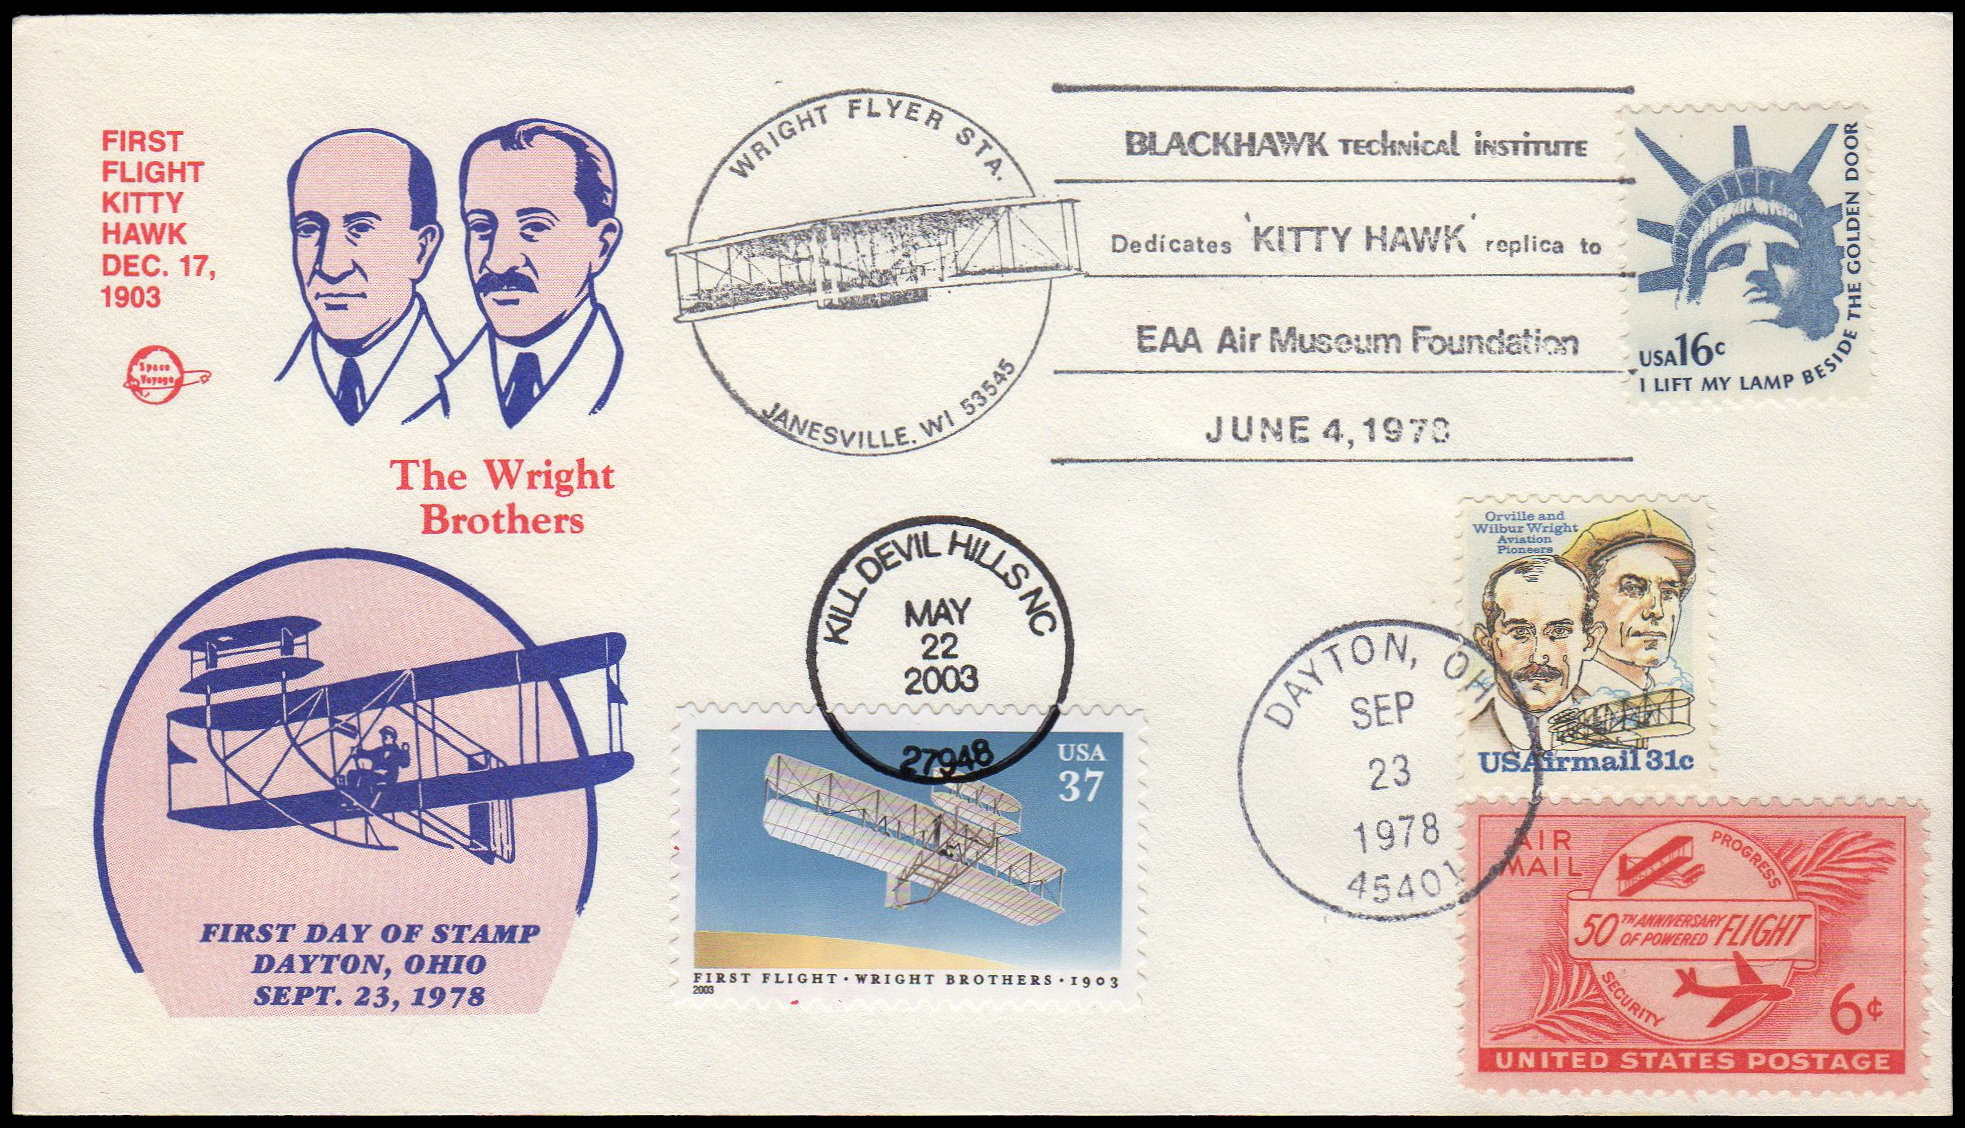 FIRST
FLIGHT
KITTY
HAWK
DEC. 17,
1903
Space
Voyage
The Wright
Brothers
FIRST DAY OF STAMP
DAYTON, OHIO
SEPT. 23, 1978
WRIGHT FLYER STA.
JANESVILLE, WI 53545
BLACKHAWK TECHNICAL INSTITUTE
Dedicates 'KITTY HAWK' replica to
EAA Air Museum Foundation
JUNE 4, 1978
USA 16c
I LIFT MY LAMP BESIDE THE GOLDEN DOOR
KILL DEVIL HILLS NC
MAY
22
2003
27948
USA
37
FIRST FLIGHT · WRIGHT BROTHERS · 1903
2003
DAYTON, OH
SEP
23
1978
45401
Orville and
Wilbur Wright
Aviation
Pioneers
USAirmail 31c
AIR
MAIL
PROGRESS
50TH ANNIVERSARY
OF POWERED FLIGHT
SECURITY
6¢
UNITED STATES POSTAGE